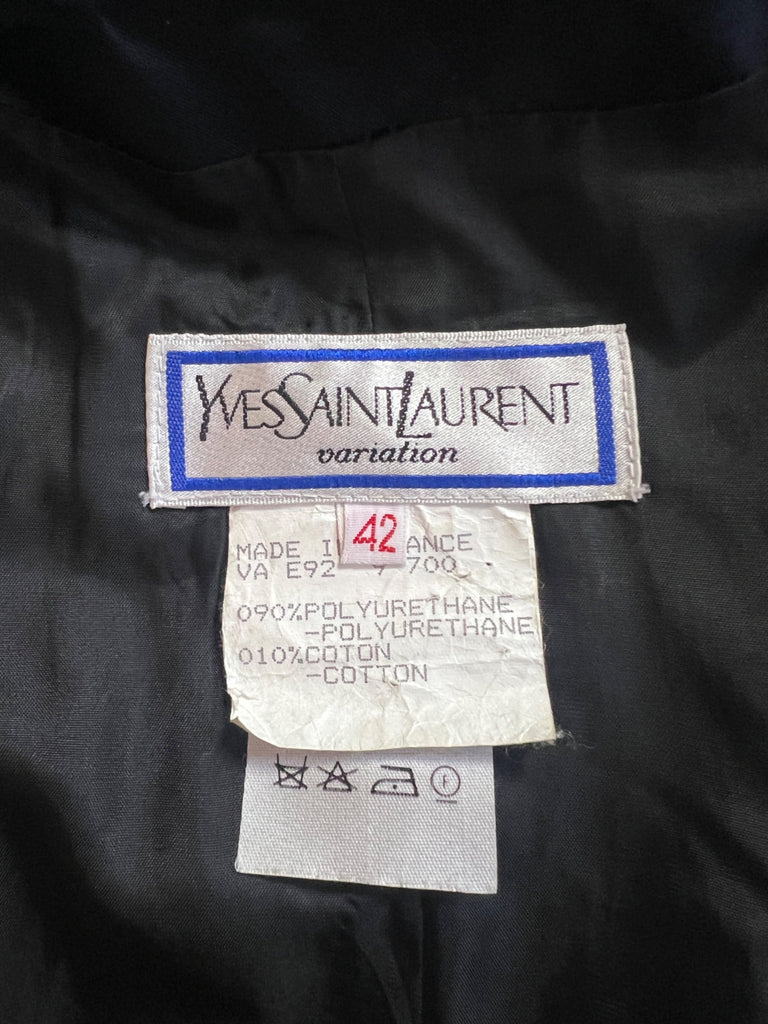 YVESSAINTLAURENT
variation
42
MADE I ANCE
VA E92 700
090%POLYURETHANE
-POLYURETHANE
010%COTON
-COTTON
F